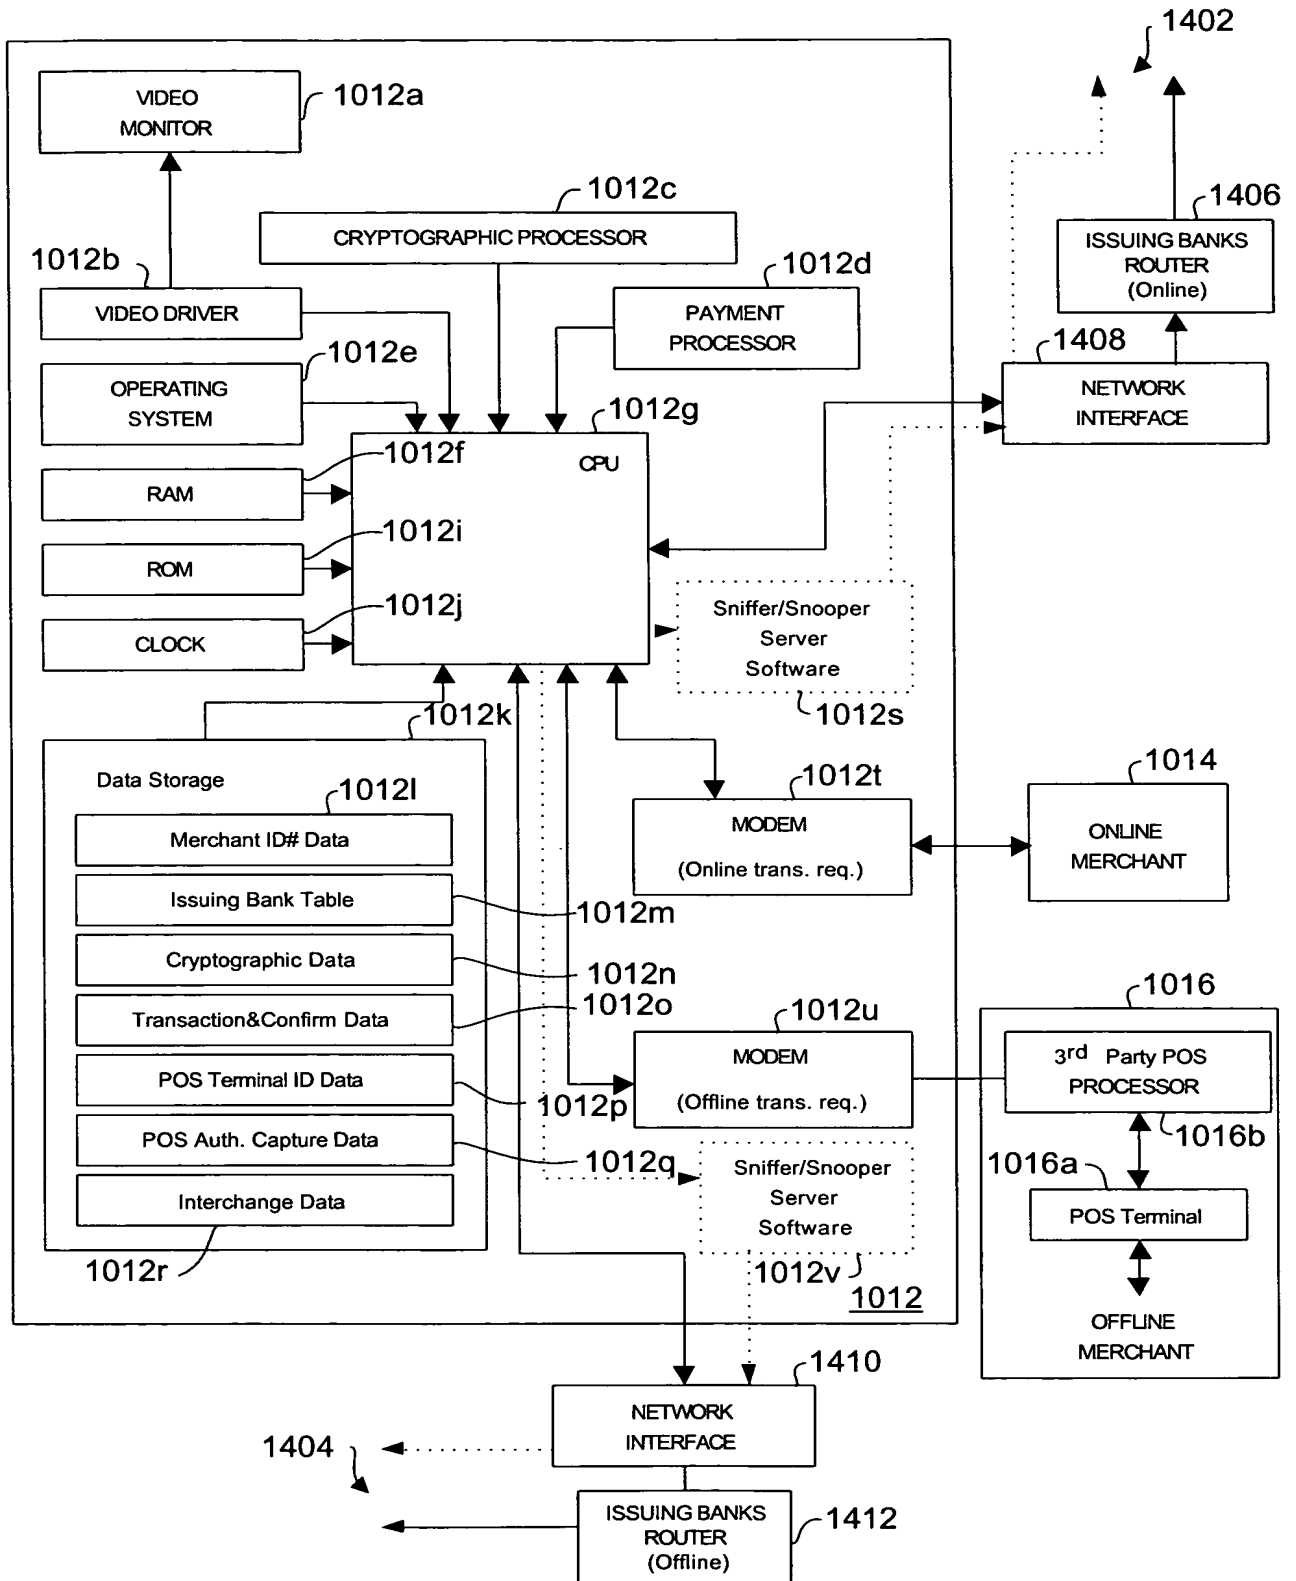 1402
VIDEO
MONITOR
1012a
1012c
CRYPTOGRAPHIC PROCESSOR
1406
ISSUING BANKS
ROUTER
(Online)
1012b
VIDEO DRIVER
1012d
PAYMENT
PROCESSOR
1012e
OPERATING
SYSTEM
1408
NETWORK
INTERFACE
1012g
CPU
1012f
RAM
1012i
ROM
1012j
CLOCK
Sniffer/Snooper
Server
Software
1012s
1012k
Data Storage
1012l
Merchant ID# Data
Issuing Bank Table
1012m
Cryptographic Data
1012n
Transaction&Confirm Data
1012o
POS Terminal ID Data
1012p
POS Auth. Capture Data
1012q
Interchange Data
1012r
1012t
MODEM
(Online trans. req.)
1014
ONLINE
MERCHANT
1012u
MODEM
(Offline trans. req.)
1016
3rd Party POS
PROCESSOR
1016b
1016a
POS Terminal
OFFLINE
MERCHANT
Sniffer/Snooper
Server
Software
1012v
1012
1410
NETWORK
INTERFACE
1404
ISSUING BANKS
ROUTER
(Offline)
1412